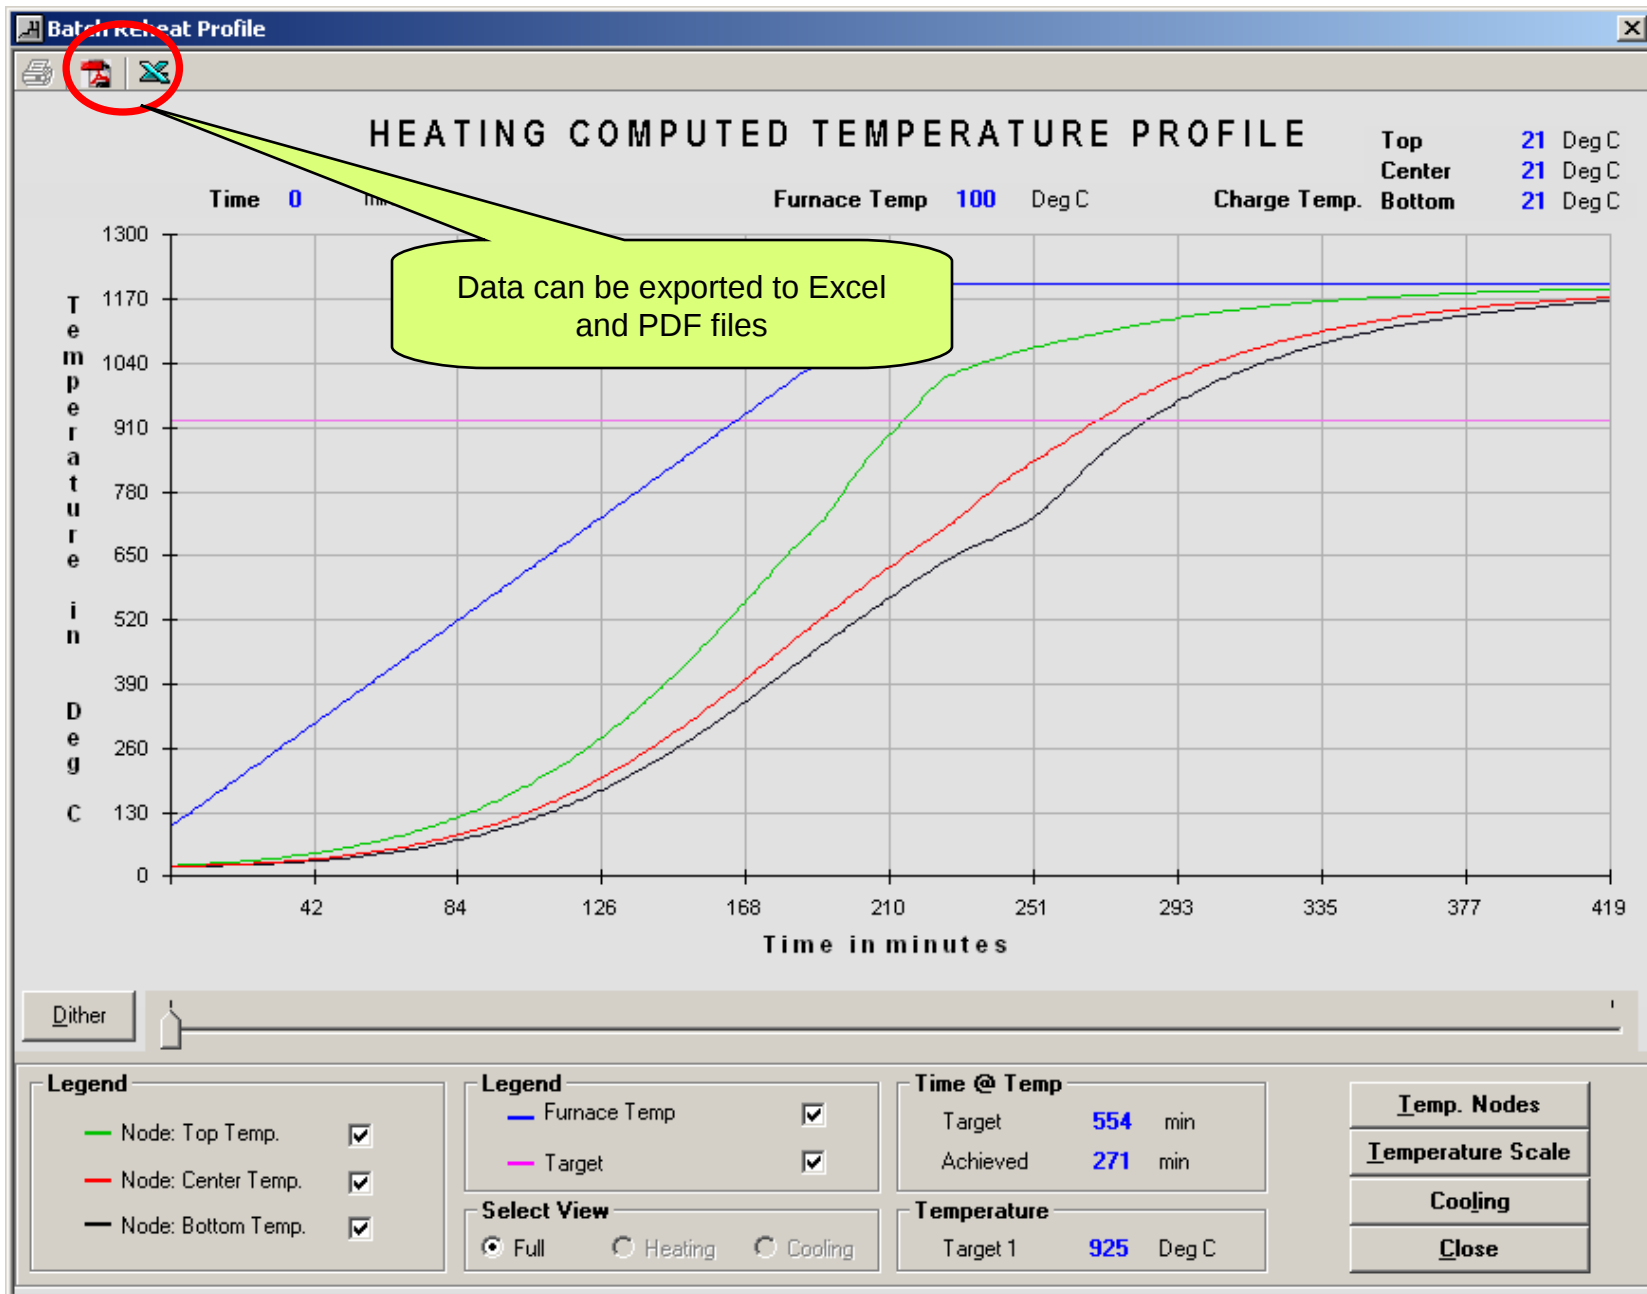 Batch Reheat Profile
HEATING COMPUTED TEMPERATURE PROFILE
Top 21 Deg C
Center 21 Deg C
Time 0 Furnace Temp 100 Deg C Charge Temp. Bottom 21 Deg C
Data can be exported to Excel
and PDF files
Temperature in Deg C
1300
1170
1040
910
780
650
520
390
260
130
0
42 84 126 168 210 251 293 335 377 419
Time in minutes
Dither
Legend
Node: Top Temp.
Node: Center Temp.
Node: Bottom Temp.
Legend
Furnace Temp
Target
Select View
Full Heating Cooling
Time @ Temp
Target 554 min
Achieved 271 min
Temperature
Target 1 925 Deg C
Temp. Nodes
Temperature Scale
Cooling
Close